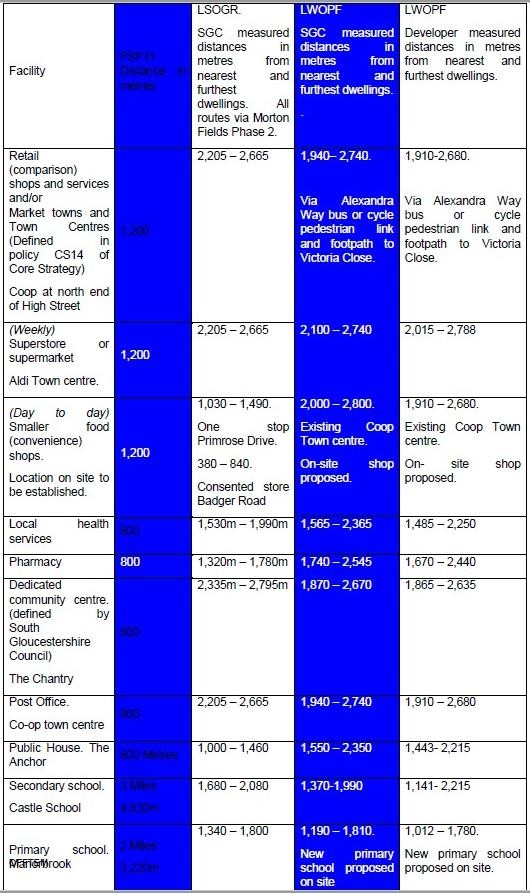 Facility
PSP11
Distance in
metres
LSOGR.
SGC measured
distances in
metres from
nearest and
furthest
dwellings. All
routes via Morton
Fields Phase 2.
LWOPF
SGC measured
distances in
metres from
nearest and
furthest dwellings.
.
LWOPF
Developer measured
distances in metres
from nearest and
furthest dwellings.
Retail
(comparison)
shops and services
and/or
Market towns and
Town Centres
(Defined in
policy CS14 of
Core Strategy)
Coop at north end
of High Street
1,200
2,205 – 2,665
1,940– 2,740.
Via Alexandra
Way bus or cycle
pedestrian link
and footpath to
Victoria Close.
1,910-2,680.
Via Alexandra Way
bus or cycle
pedestrian link and
footpath to Victoria
Close.
(Weekly)
Superstore or
supermarket
Aldi Town centre.
1,200
2,205 – 2,665
2,100 – 2,740
2,015 – 2,788
(Day to day)
Smaller food
(convenience)
shops.
Location on site to
be established.
1,200
1,030 – 1,490.
One stop
Primrose Drive.
380 – 840.
Consented store
Badger Road
2,000 – 2,800.
Existing Coop
Town centre.
On-site shop
proposed.
1,910 – 2,680.
Existing Coop Town
centre.
On- site shop
proposed.
Local health
services
800
1,530m – 1,990m
1,565 – 2,365
1,485 – 2,250
Pharmacy
800
1,320m – 1,780m
1,740 – 2,545
1,670 – 2,440
Dedicated
community centre.
(defined by
South
Gloucestershire
Council)
The Chantry
800
2,335m – 2,795m
1,870 – 2,670
1,865 – 2,635
Post Office.
Co-op town centre
800
2,205 – 2,665
1,940 – 2,740
1,910 – 2,680
Public House. The
Anchor
800 Metres
1,000 – 1,460
1,550 – 2,350
1,443- 2,215
Secondary school.
Castle School
3 Miles
4,830m
1,680 – 2,080
1,370-1,990
1,141- 2,215
Primary school.
Manorbrook
2 Miles
3,220m
1,340 – 1,800
1,190 – 1,810.
New primary
school proposed
on site
1,012 – 1,780.
New primary school
proposed on site.